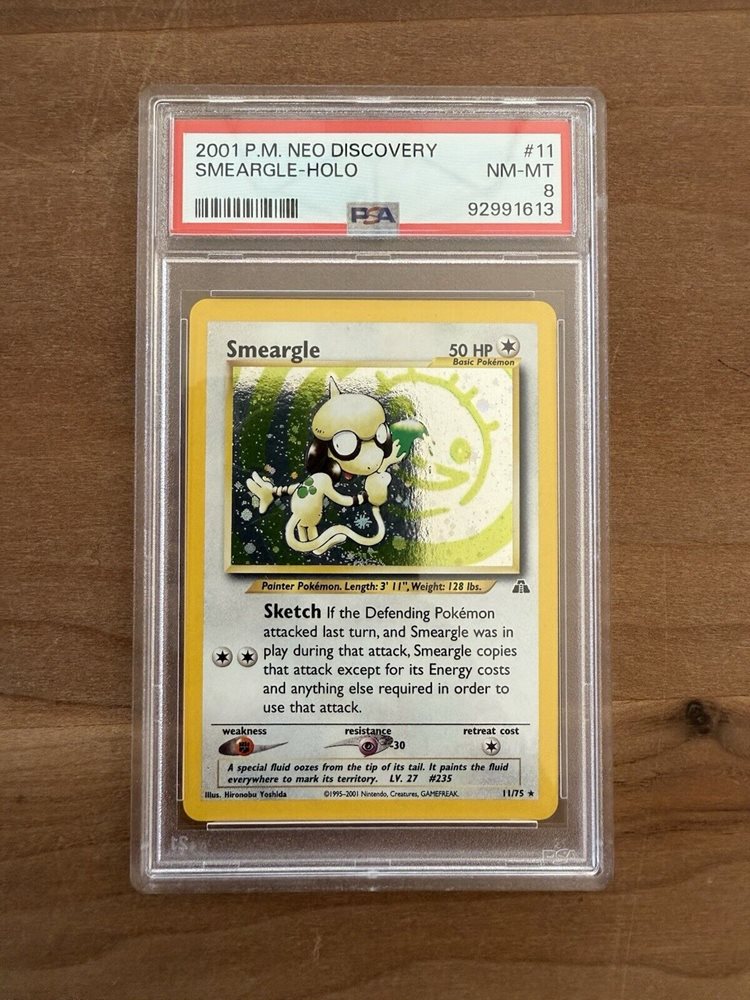 2001 P.M. NEO DISCOVERY #11
SMEARGLE-HOLO NM-MT
8
PSA 92991613
Smeargle 50 HP
Basic Pokémon
Painter Pokémon. Length: 3' 11", Weight: 128 lbs.
Sketch If the Defending Pokémon
attacked last turn, and Smeargle was in
play during that attack, Smeargle copies
that attack except for its Energy costs
and anything else required in order to
use that attack.
weakness resistance retreat cost
-30
A special fluid oozes from the tip of its tail. It paints the fluid
everywhere to mark its territory. LV. 27 #235
Illus. Hironobu Yoshida ©1995-2001 Nintendo, Creatures, GAMEFREAK. 11/75 ★
PSA